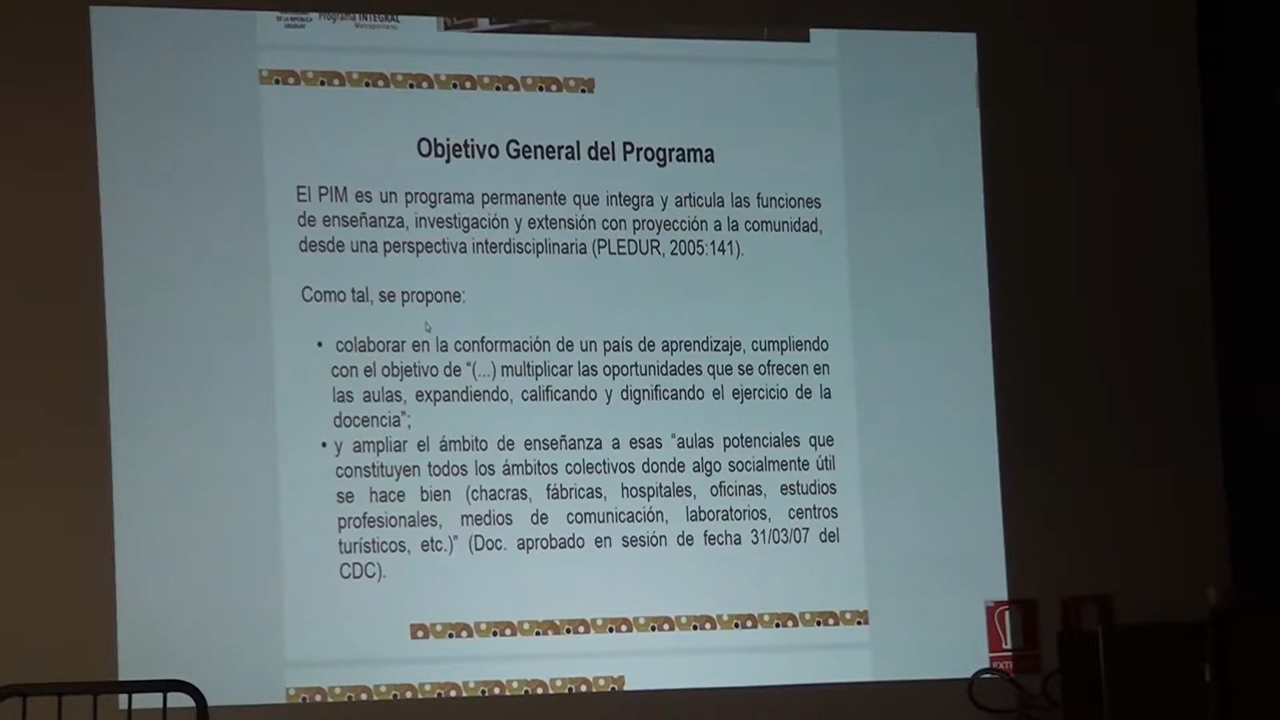 DE LA REPÚBLICA
URUGUAY
Programa INTEGRAL
Metropolitano
Objetivo General del Programa
El PIM es un programa permanente que integra y articula las funciones
de enseñanza, investigación y extensión con proyección a la comunidad,
desde una perspectiva interdisciplinaria (PLEDUR, 2005:141).
Como tal, se propone:
• colaborar en la conformación de un país de aprendizaje, cumpliendo
con el objetivo de “(...) multiplicar las oportunidades que se ofrecen en
las aulas, expandiendo, calificando y dignificando el ejercicio de la
docencia”;
• y ampliar el ámbito de enseñanza a esas “aulas potenciales que
constituyen todos los ámbitos colectivos donde algo socialmente útil
se hace bien (chacras, fábricas, hospitales, oficinas, estudios
profesionales, medios de comunicación, laboratorios, centros
turísticos, etc.)” (Doc. aprobado en sesión de fecha 31/03/07 del
CDC).